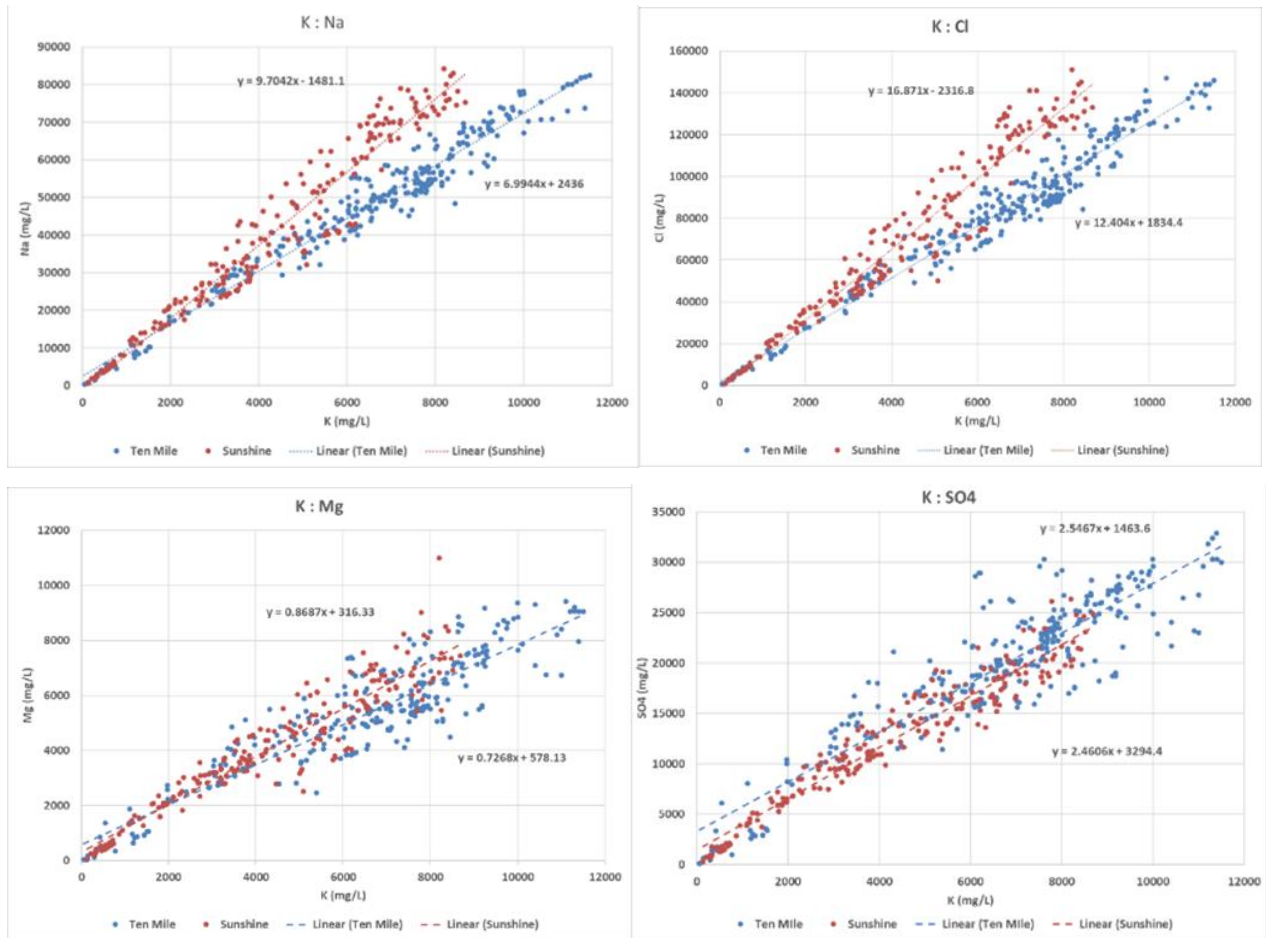 K : Na
90000
80000
70000
60000
50000
40000
30000
20000
10000
0
Na (mg/L)
y = 9.7042x - 1481.1
y = 6.9944x + 2436
0 2000 4000 6000 8000 10000 12000
K (mg/L)
Ten Mile Sunshine Linear (Ten Mile) Linear (Sunshine)
K : Cl
160000
140000
120000
100000
80000
60000
40000
20000
0
Cl (mg/L)
y = 16.871x - 2316.8
y = 12.404x + 1834.4
0 2000 4000 6000 8000 10000 12000
K (mg/L)
Ten Mile Sunshine Linear (Ten Mile) Linear (Sunshine)
K : Mg
12000
10000
8000
6000
4000
2000
0
Mg (mg/L)
y = 0.8687x + 316.33
y = 0.7268x + 578.13
0 2000 4000 6000 8000 10000 12000
K (mg/L)
Ten Mile Sunshine Linear (Ten Mile) Linear (Sunshine)
K : SO4
35000
30000
25000
20000
15000
10000
5000
0
SO4 (mg/L)
y = 2.5467x + 1463.6
y = 2.4606x + 3294.4
0 2000 4000 6000 8000 10000 12000
K (mg/L)
Ten Mile Sunshine Linear (Ten Mile) Linear (Sunshine)